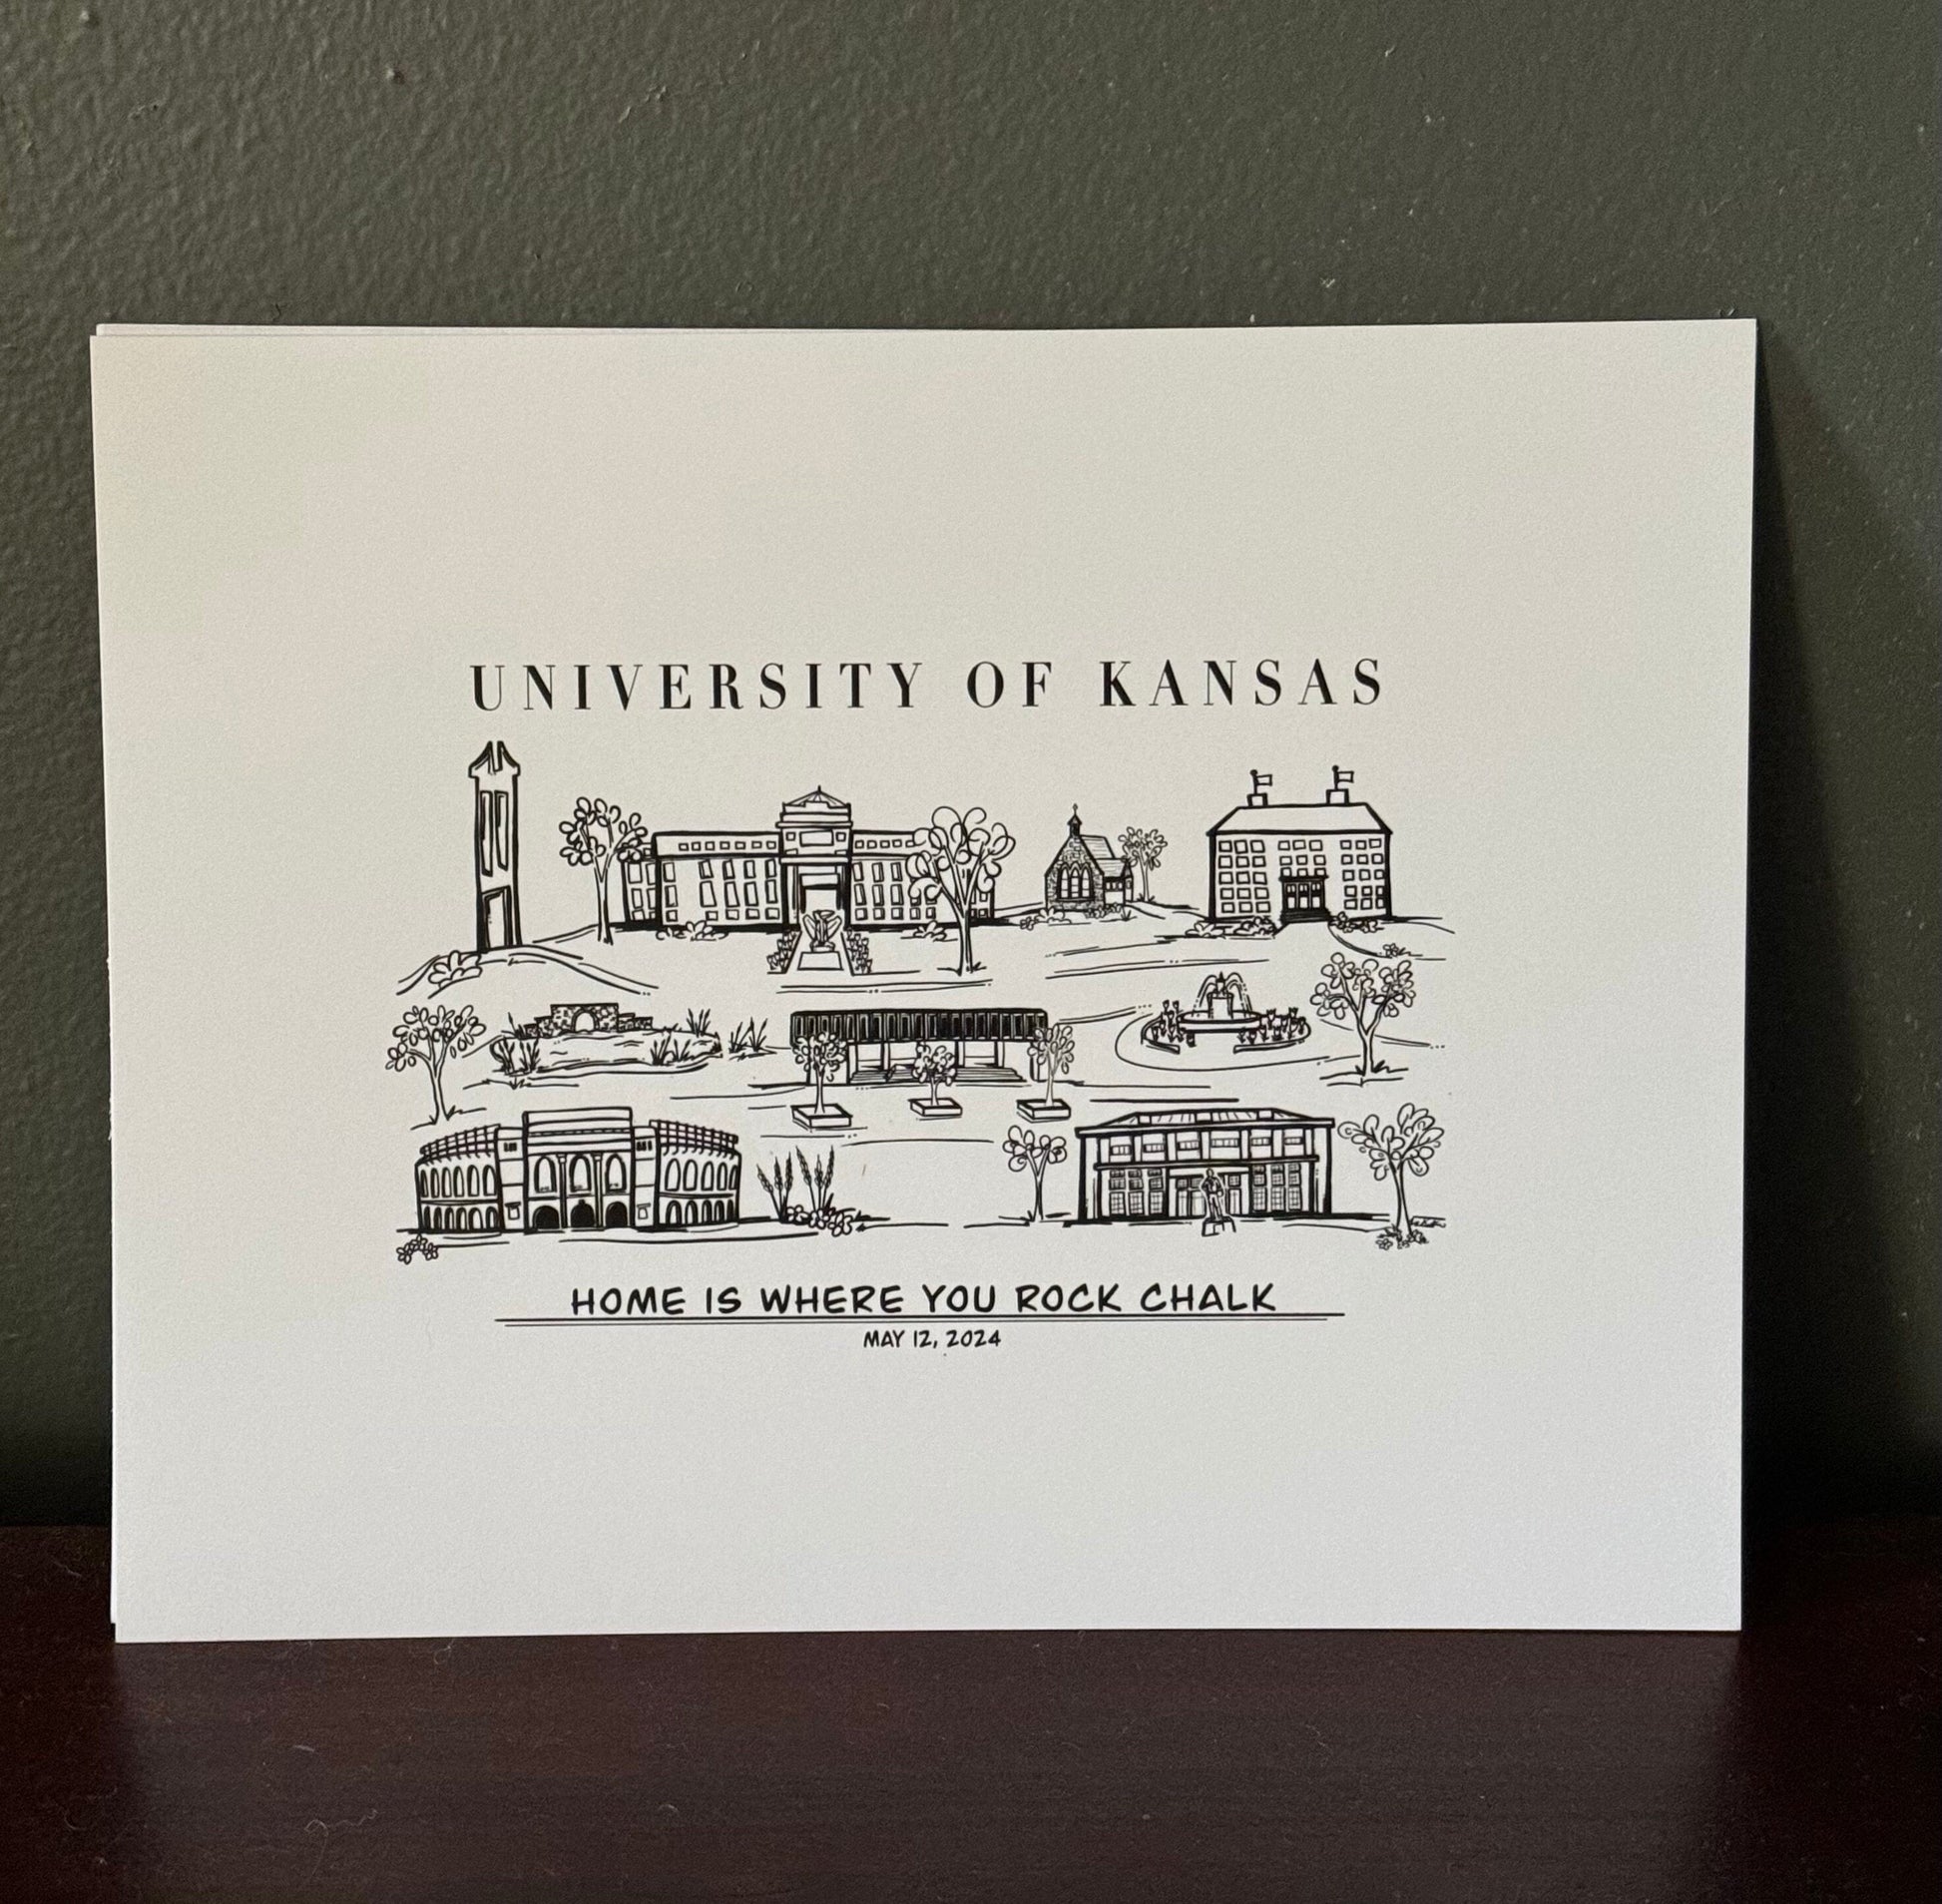 UNIVERSITY OF KANSAS
HOME IS WHERE YOU ROCK CHALK
MAY 12, 2024